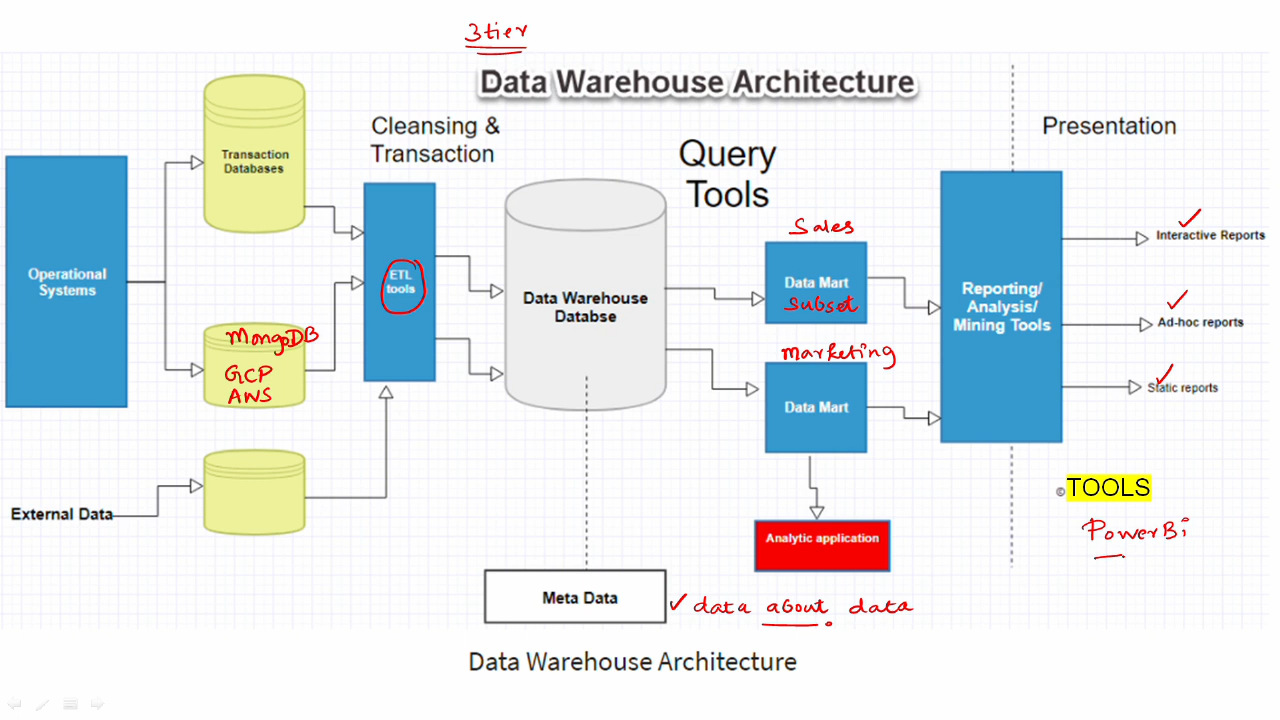 3tier
Data Warehouse Architecture
Cleansing &
Transaction
Query
Tools
Presentation
Transaction
Databases
Operational
Systems
MongoDB
GCP
AWS
External Data
ETL
tools
Data Warehouse
Databse
Sales
Data Mart
Subset
Marketing
Data Mart
Analytic application
Reporting/
Analysis/
Mining Tools
Interactive Reports
Ad-hoc reports
Static reports
©TOOLS
PowerBi
Meta Data
data about data
Data Warehouse Architecture